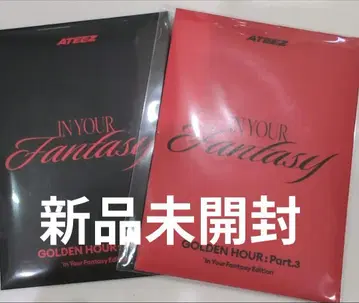 ATEEZ
IN YOUR
Fantasy
GOLDEN HOUR:
In Your Fantasy Edition
ATEEZ
IN YOUR
Fantasy
GOLDEN HOUR : Part.3
In Your Fantasy Edition
新品未開封